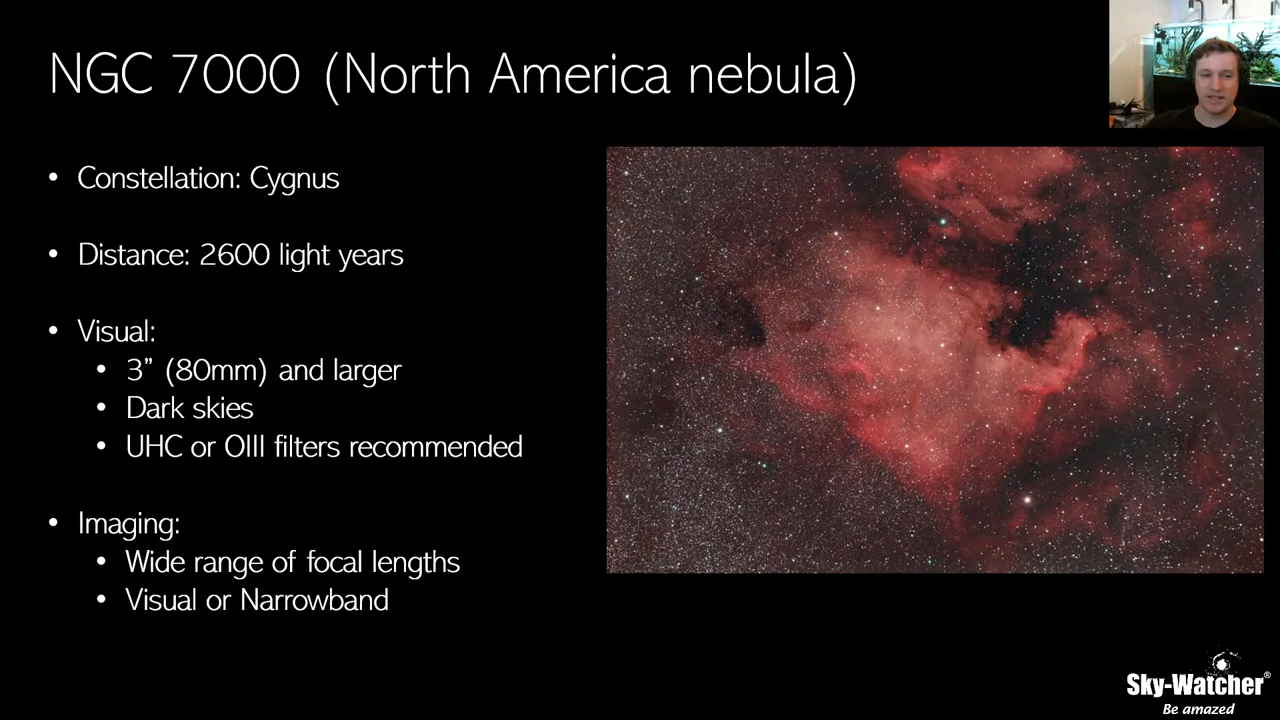 NGC 7000 (North America nebula)
• Constellation: Cygnus
• Distance: 2600 light years
• Visual:
• 3” (80mm) and larger
• Dark skies
• UHC or OIII filters recommended
• Imaging:
• Wide range of focal lengths
• Visual or Narrowband
Sky-Watcher®
Be amazed